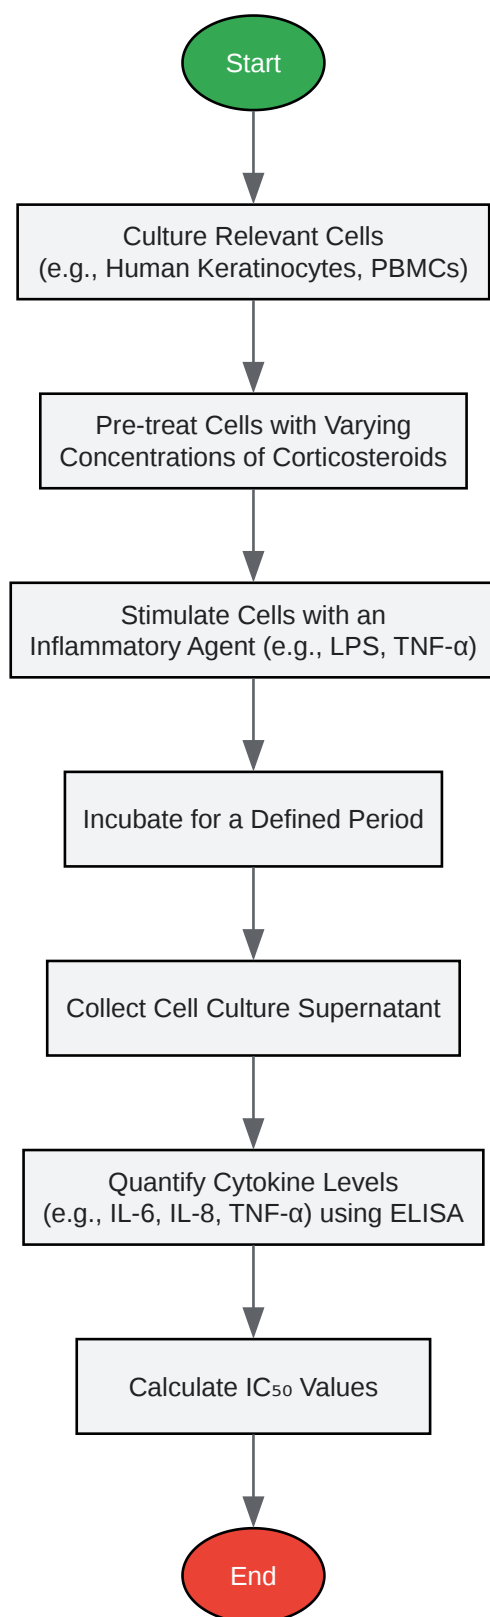 Start
Culture Relevant Cells
(e.g., Human Keratinocytes, PBMCs)
Pre-treat Cells with Varying
Concentrations of Corticosteroids
Stimulate Cells with an
Inflammatory Agent (e.g., LPS, TNF-α)
Incubate for a Defined Period
Collect Cell Culture Supernatant
Quantify Cytokine Levels
(e.g., IL-6, IL-8, TNF-α) using ELISA
Calculate IC₅₀ Values
End